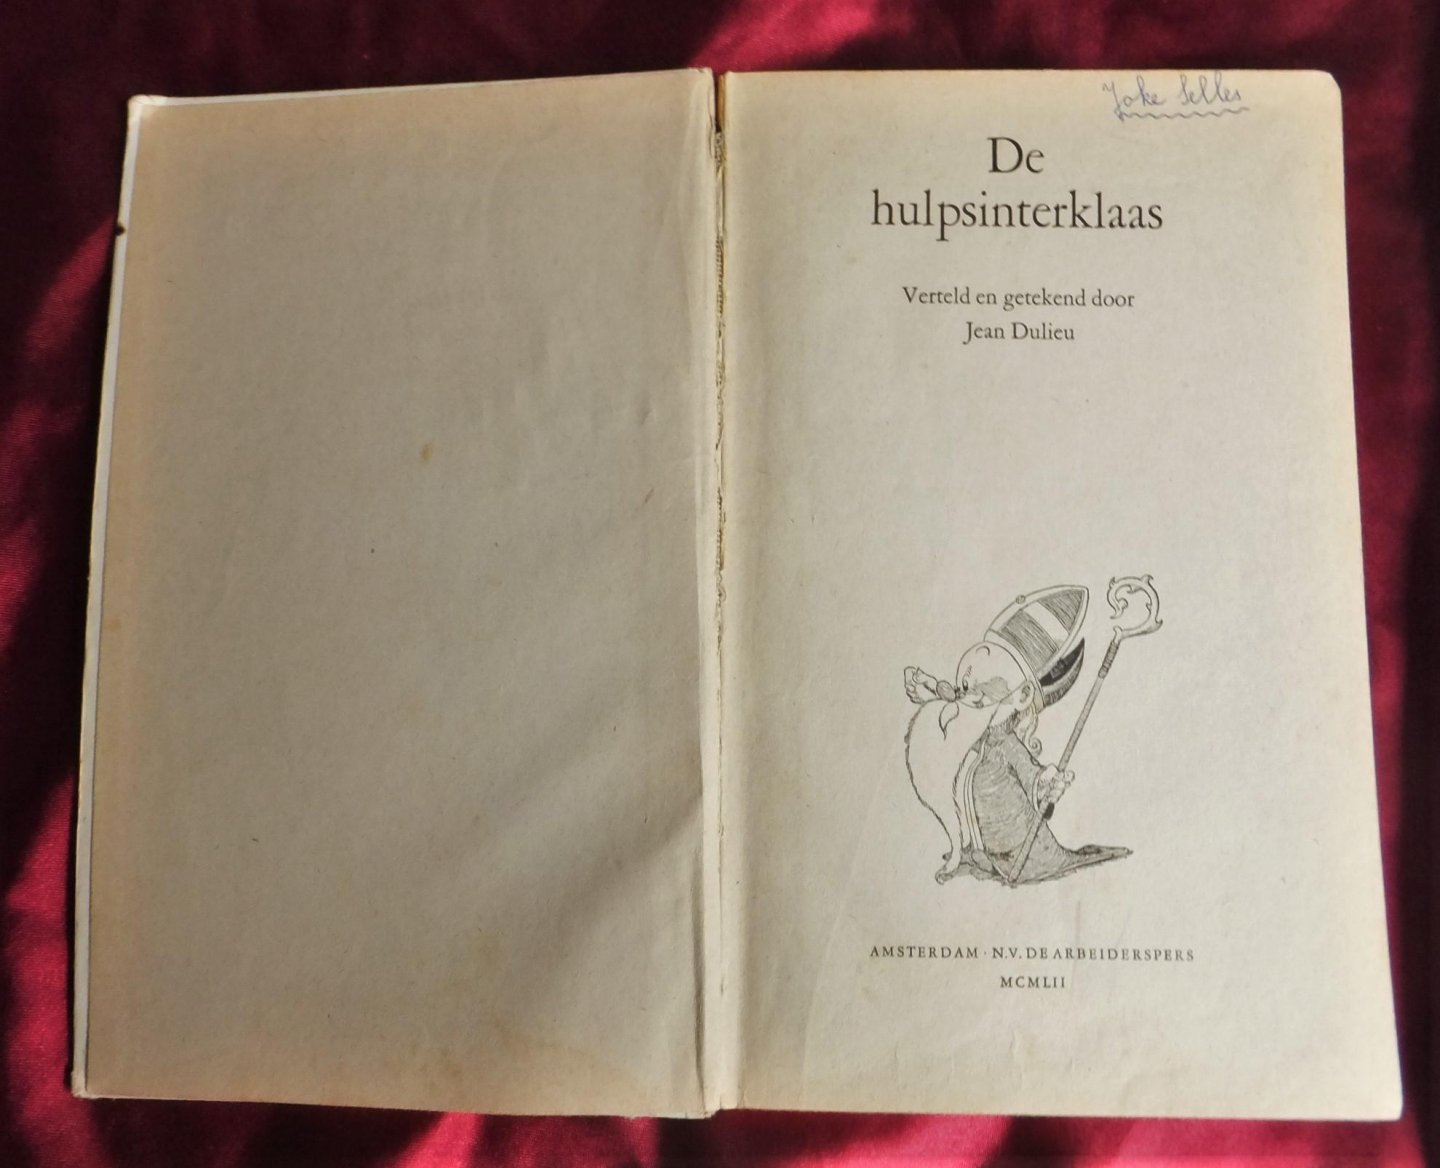 Joke Selles
De
hulpsinterklaas
Verteld en getekend door
Jean Dulieu
AMSTERDAM · N.V. DE ARBEIDERSPERS
MCMLII